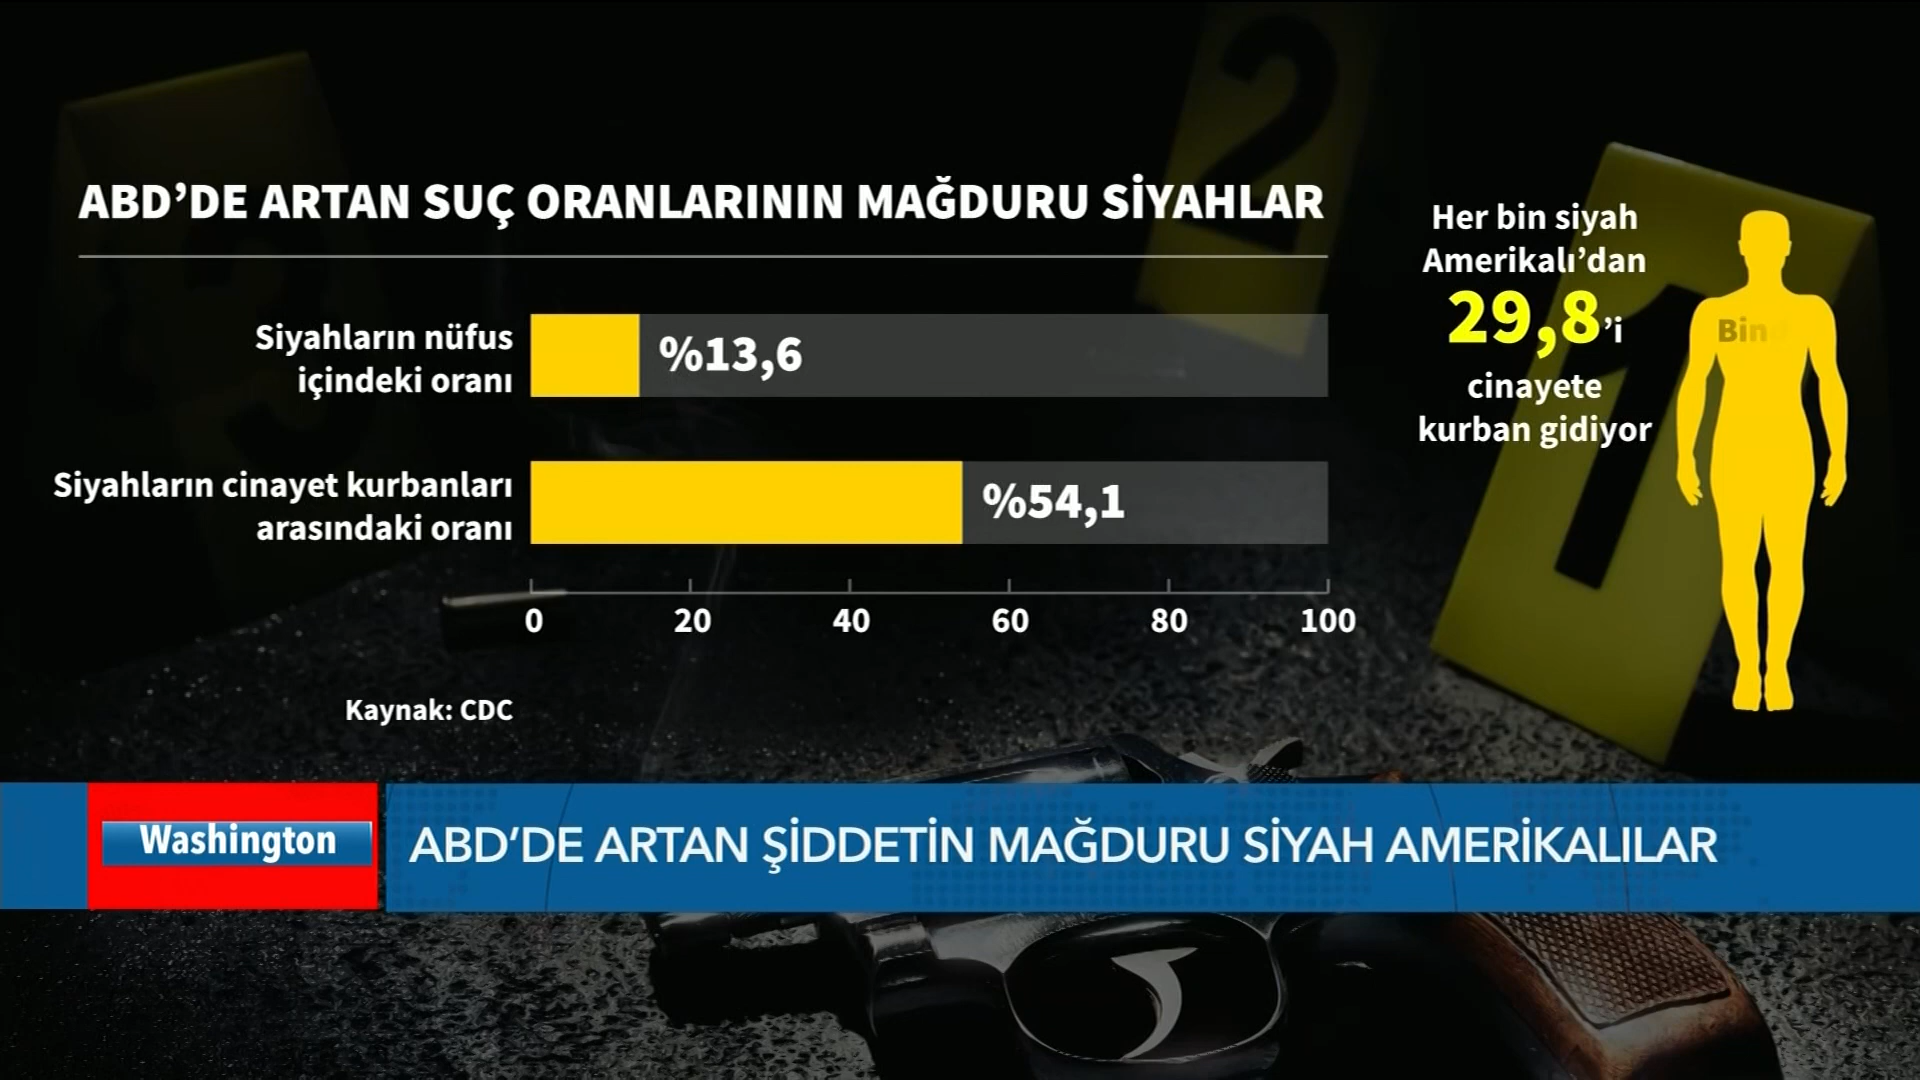 ABD’DE ARTAN SUÇ ORANLARININ MAĞDURU SİYAHLAR
Siyahların nüfus
içindeki oranı
%13,6
Siyahların cinayet kurbanları
arasındaki oranı
%54,1
0 20 40 60 80 100
Kaynak: CDC
Her bin siyah
Amerikalı’dan
29,8’i
cinayete
kurban gidiyor
2
1
Washington
ABD’DE ARTAN ŞİDDETİN MAĞDURU SİYAH AMERİKALILAR